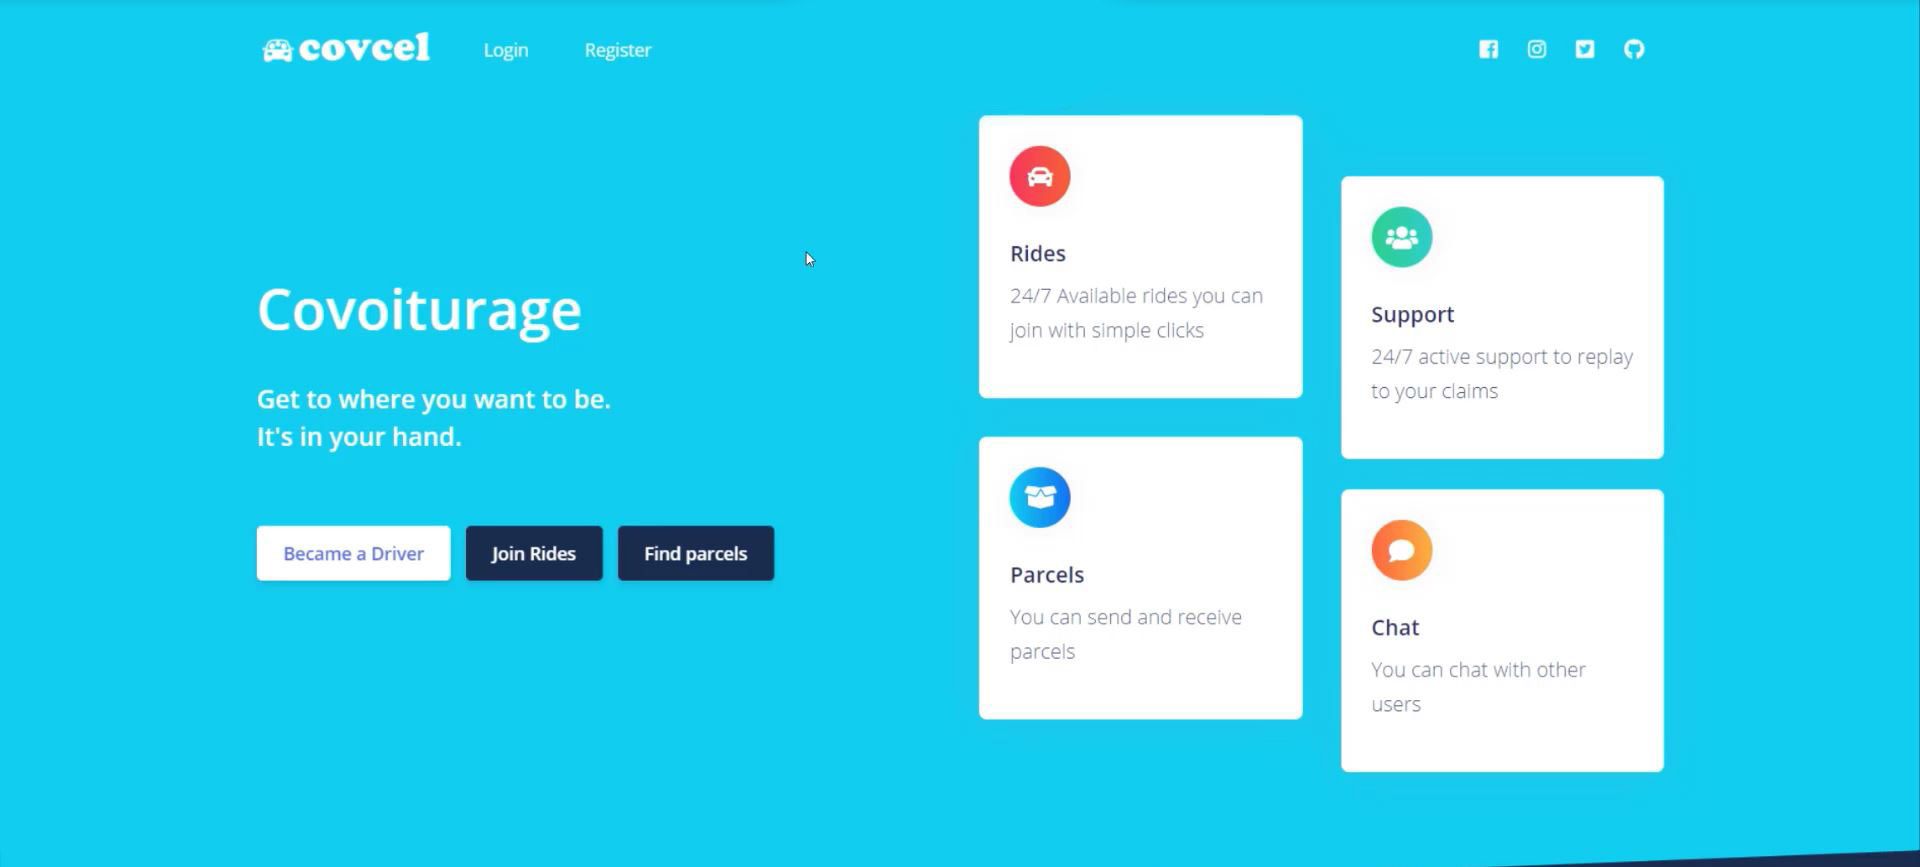 covcel
Login
Register
Covoiturage
Get to where you want to be.
It's in your hand.
Became a Driver
Join Rides
Find parcels
Rides
24/7 Available rides you can
join with simple clicks
Parcels
You can send and receive
parcels
Support
24/7 active support to replay
to your claims
Chat
You can chat with other
users